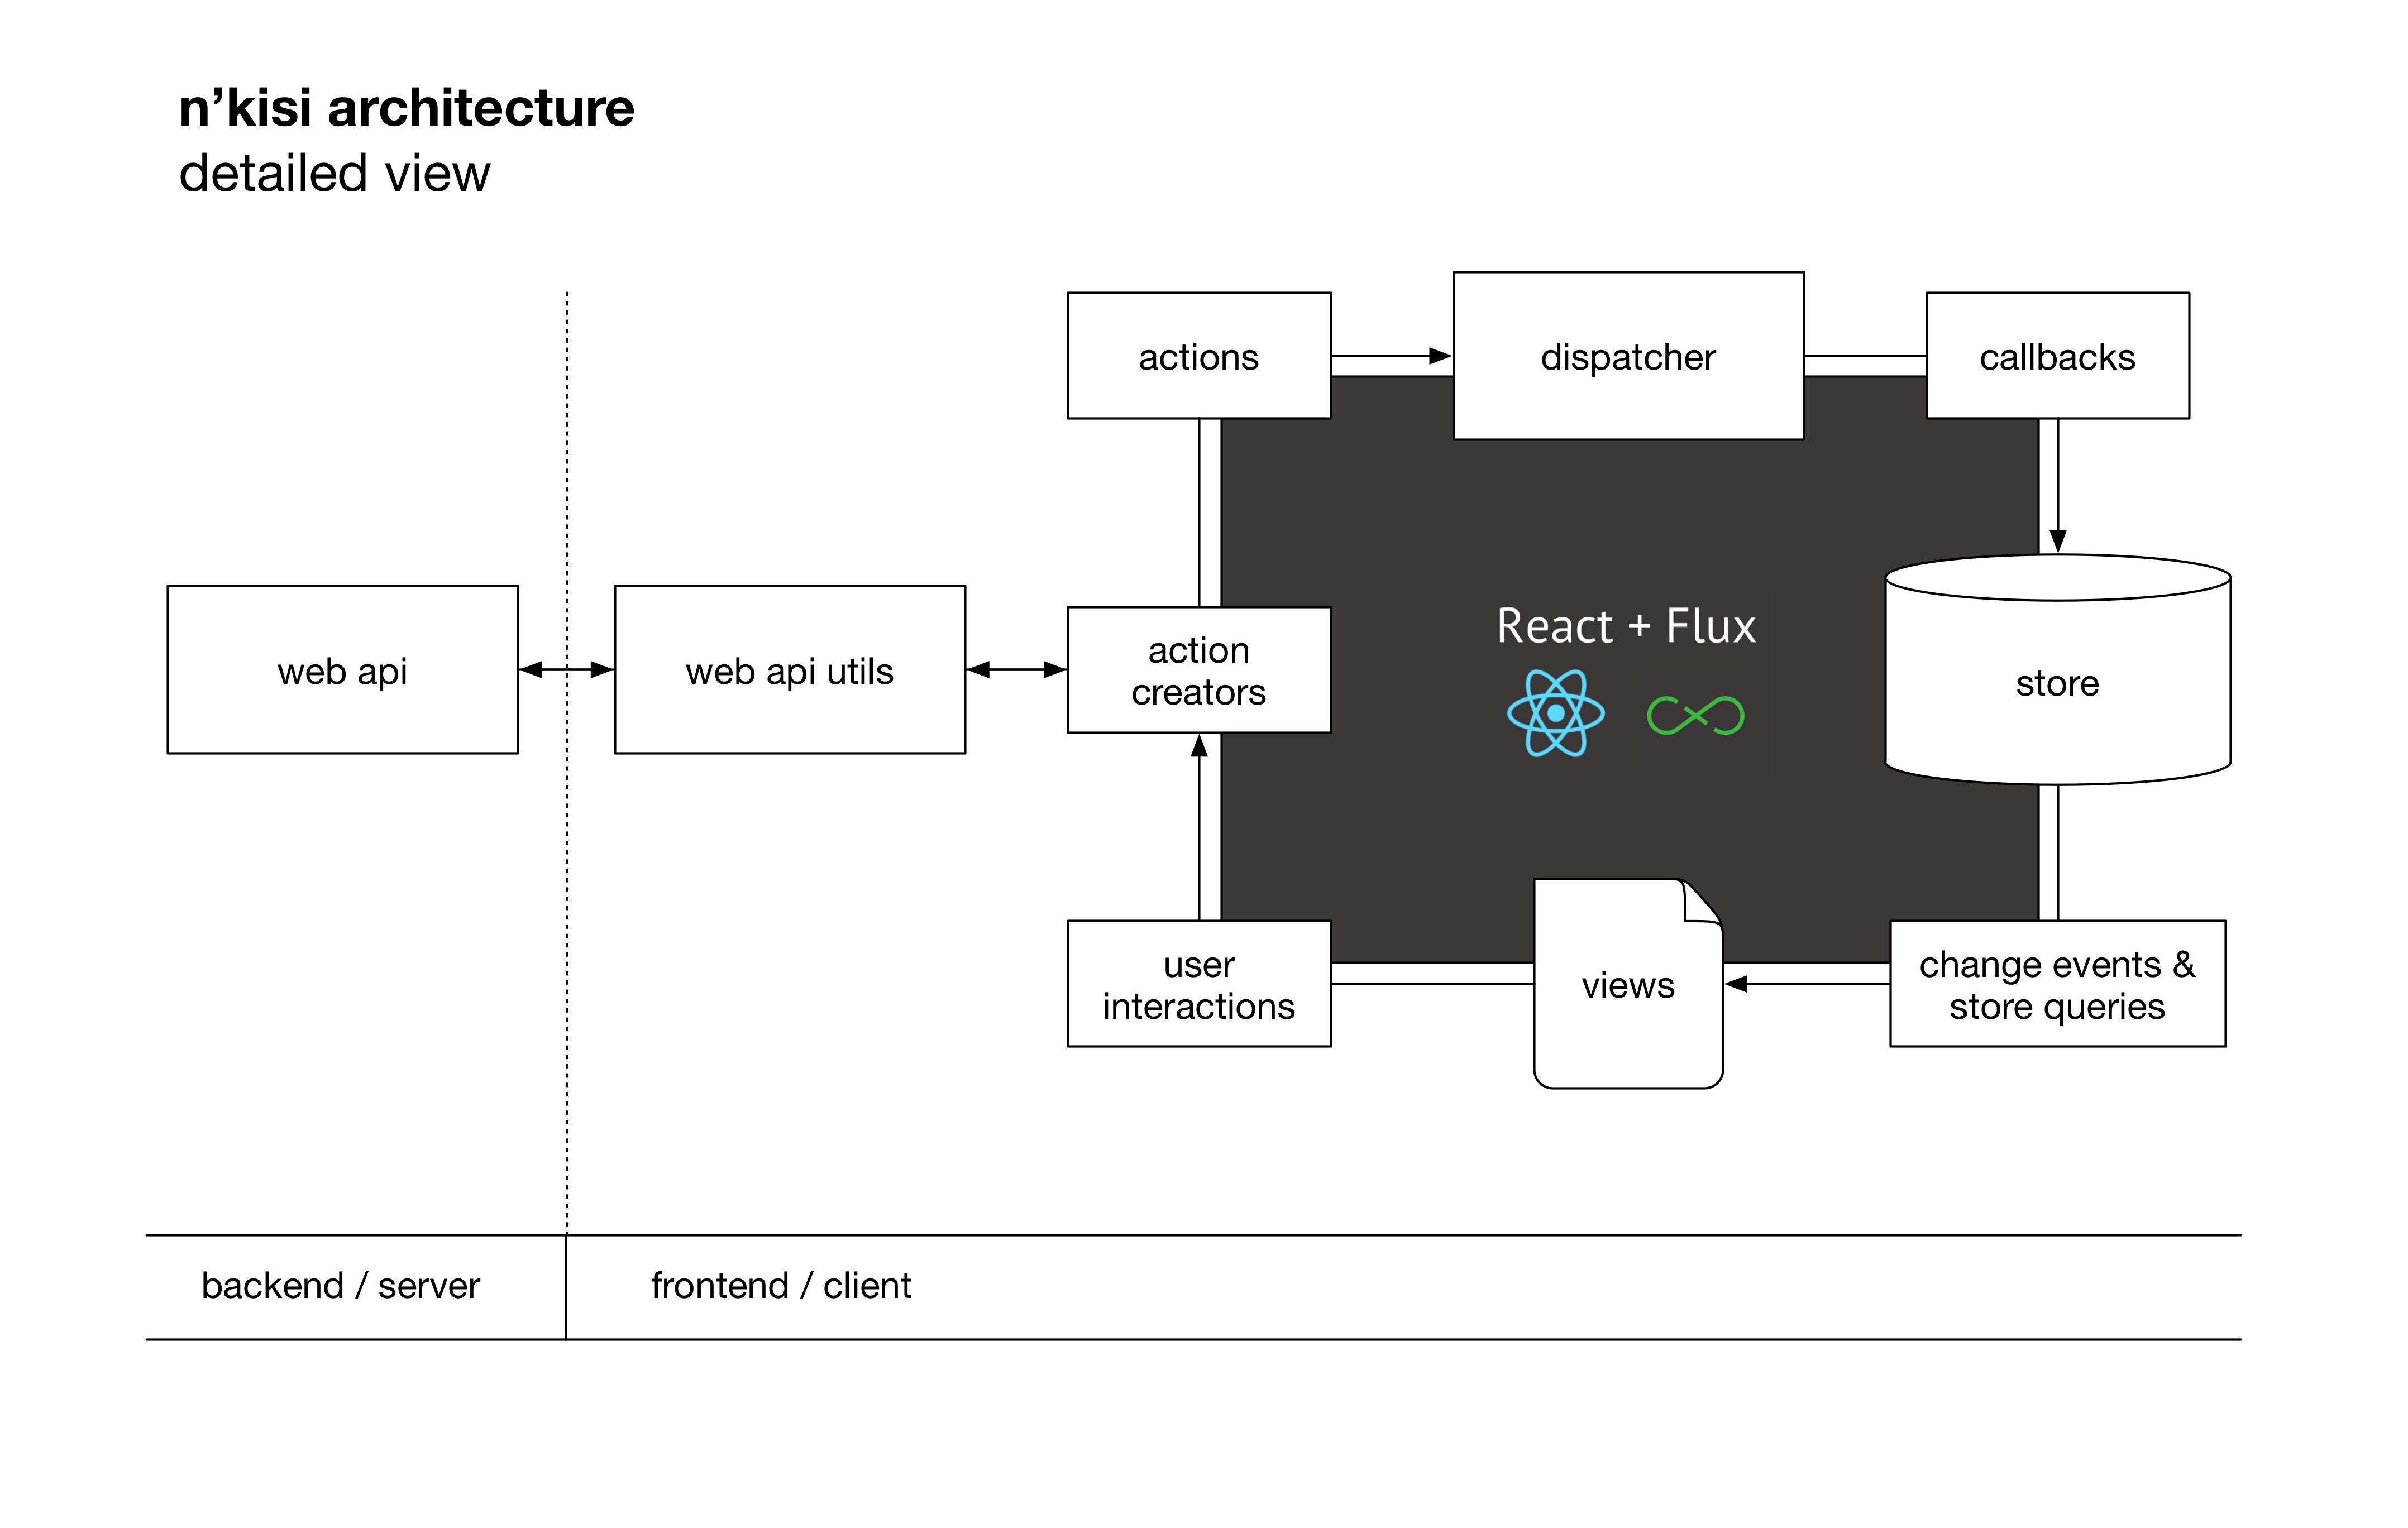 n’kisi architecture
detailed view
actions
dispatcher
callbacks
web api
web api utils
action
creators
React + Flux
store
user
interactions
views
change events &
store queries
backend / server
frontend / client